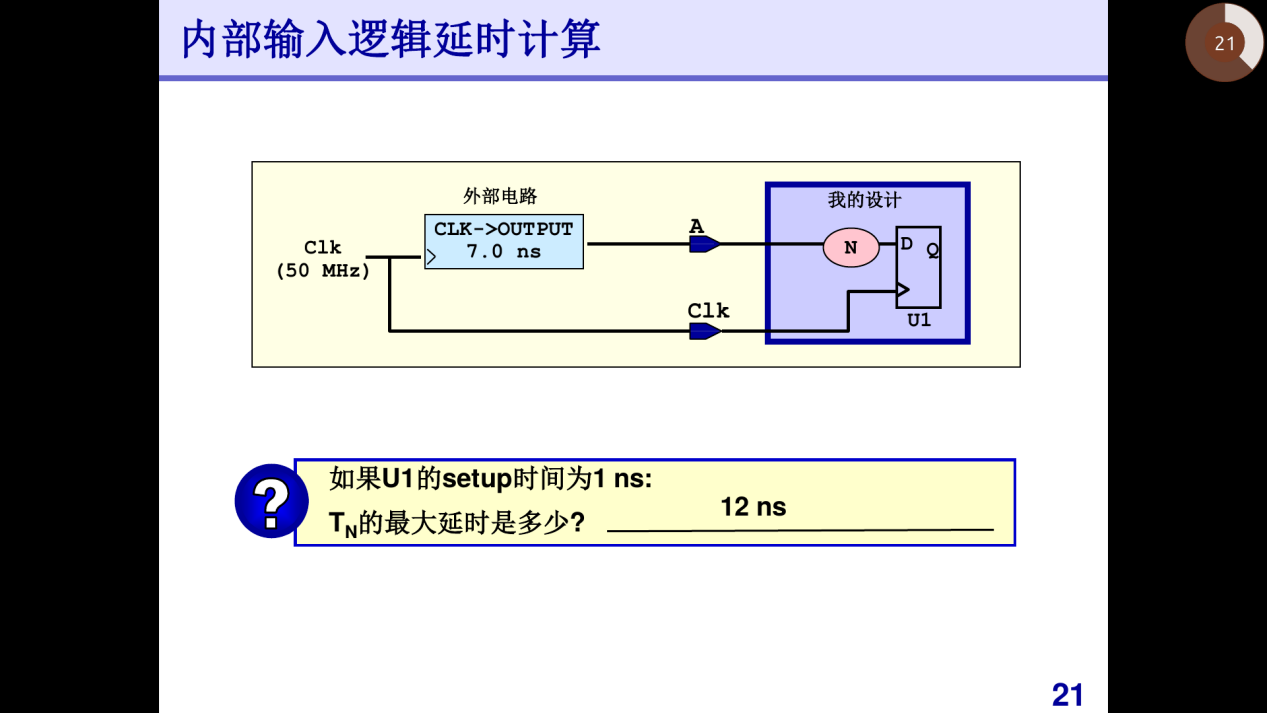 内部输入逻辑延时计算
21
外部电路
CLK->OUTPUT
7.0 ns
Clk
(50 MHz)
A
Clk
我的设计
N
D
Q
U1
?
如果U1的setup时间为1 ns:
TN的最大延时是多少?
12 ns
21